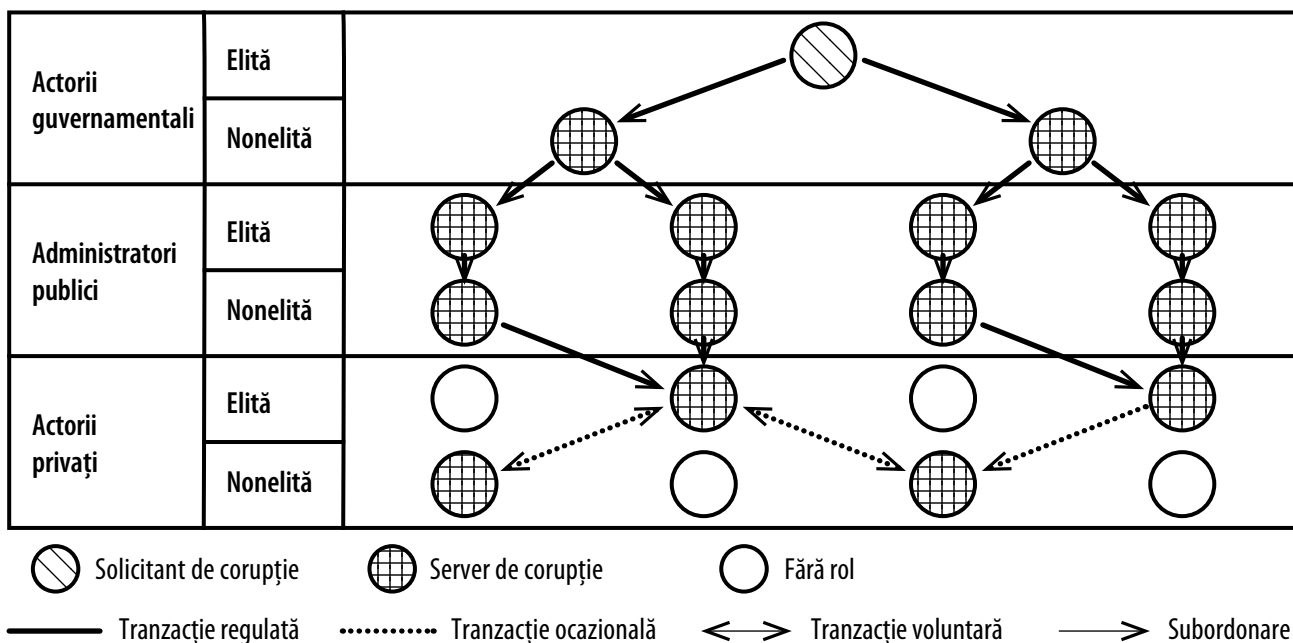 Actorii
guvernamentali
Elită
Nonelită
Administratori
publici
Elită
Nonelită
Actorii
privați
Elită
Nonelită
Solicitant de corupție
Server de corupție
Fără rol
Tranzacție regulată
Tranzacție ocazională
Tranzacție voluntară
Subordonare